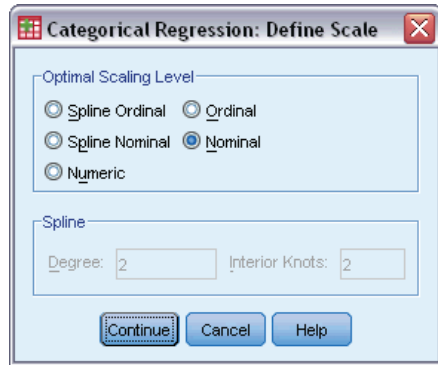 Categorical Regression: Define Scale
Optimal Scaling Level
Spline Ordinal Ordinal
Spline Nominal Nominal
Numeric
Spline
Degree: 2 Interior Knots: 2
Continue Cancel Help